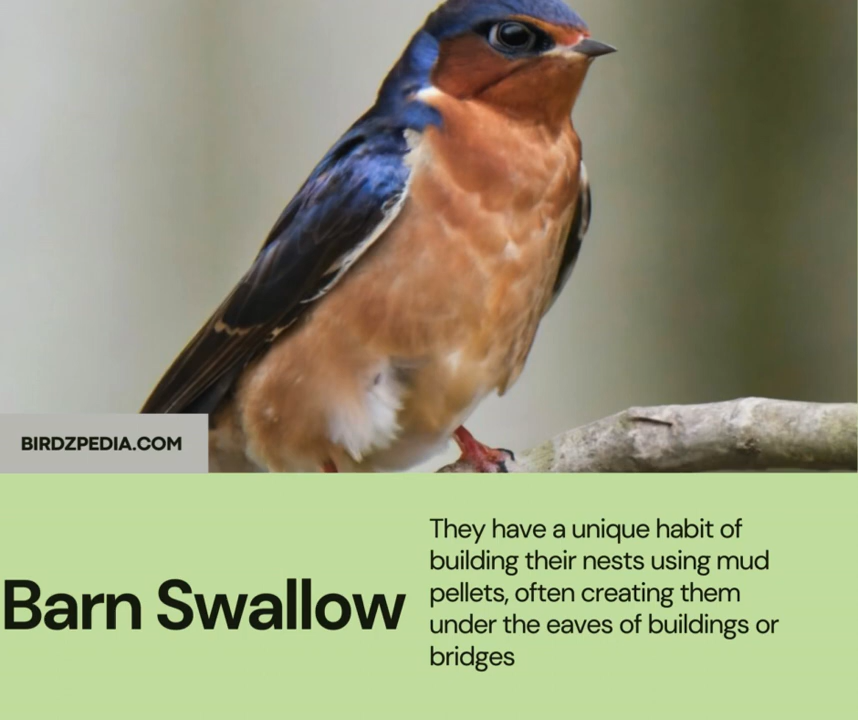 BIRDZPEDIA.COM
Barn Swallow
They have a unique habit of
building their nests using mud
pellets, often creating them
under the eaves of buildings or
bridges